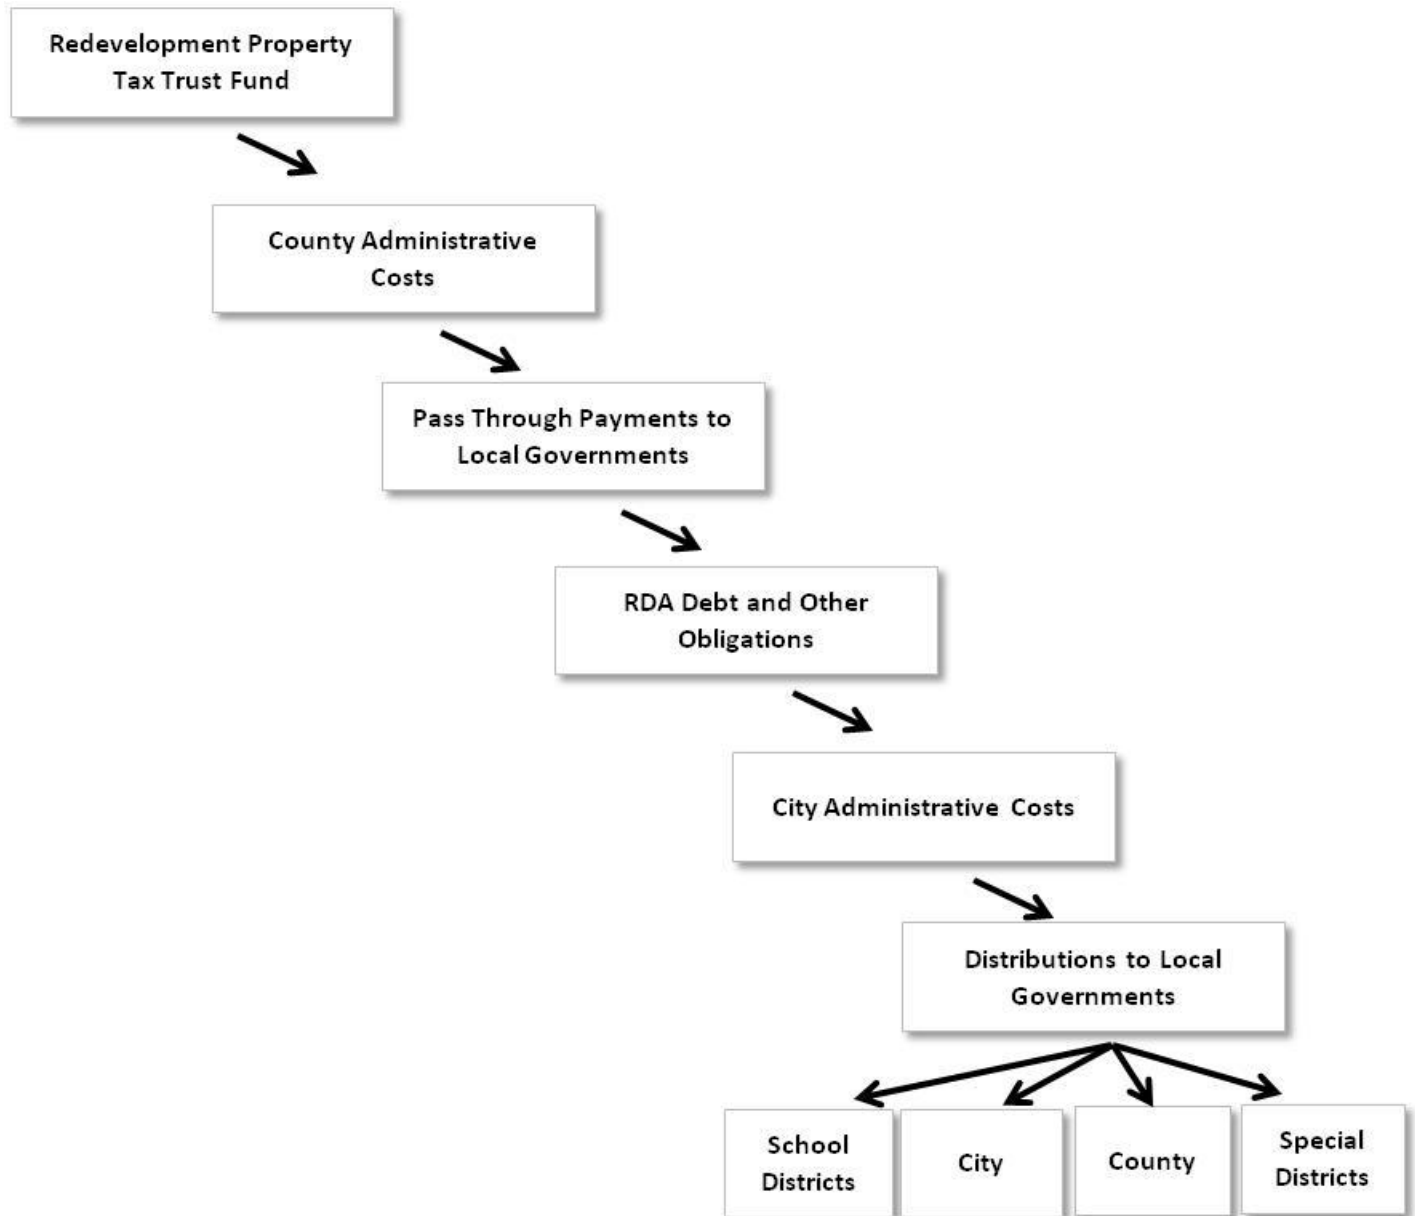 Redevelopment Property
Tax Trust Fund
County Administrative
Costs
Pass Through Payments to
Local Governments
RDA Debt and Other
Obligations
City Administrative Costs
Distributions to Local
Governments
School
Districts
City
County
Special
Districts